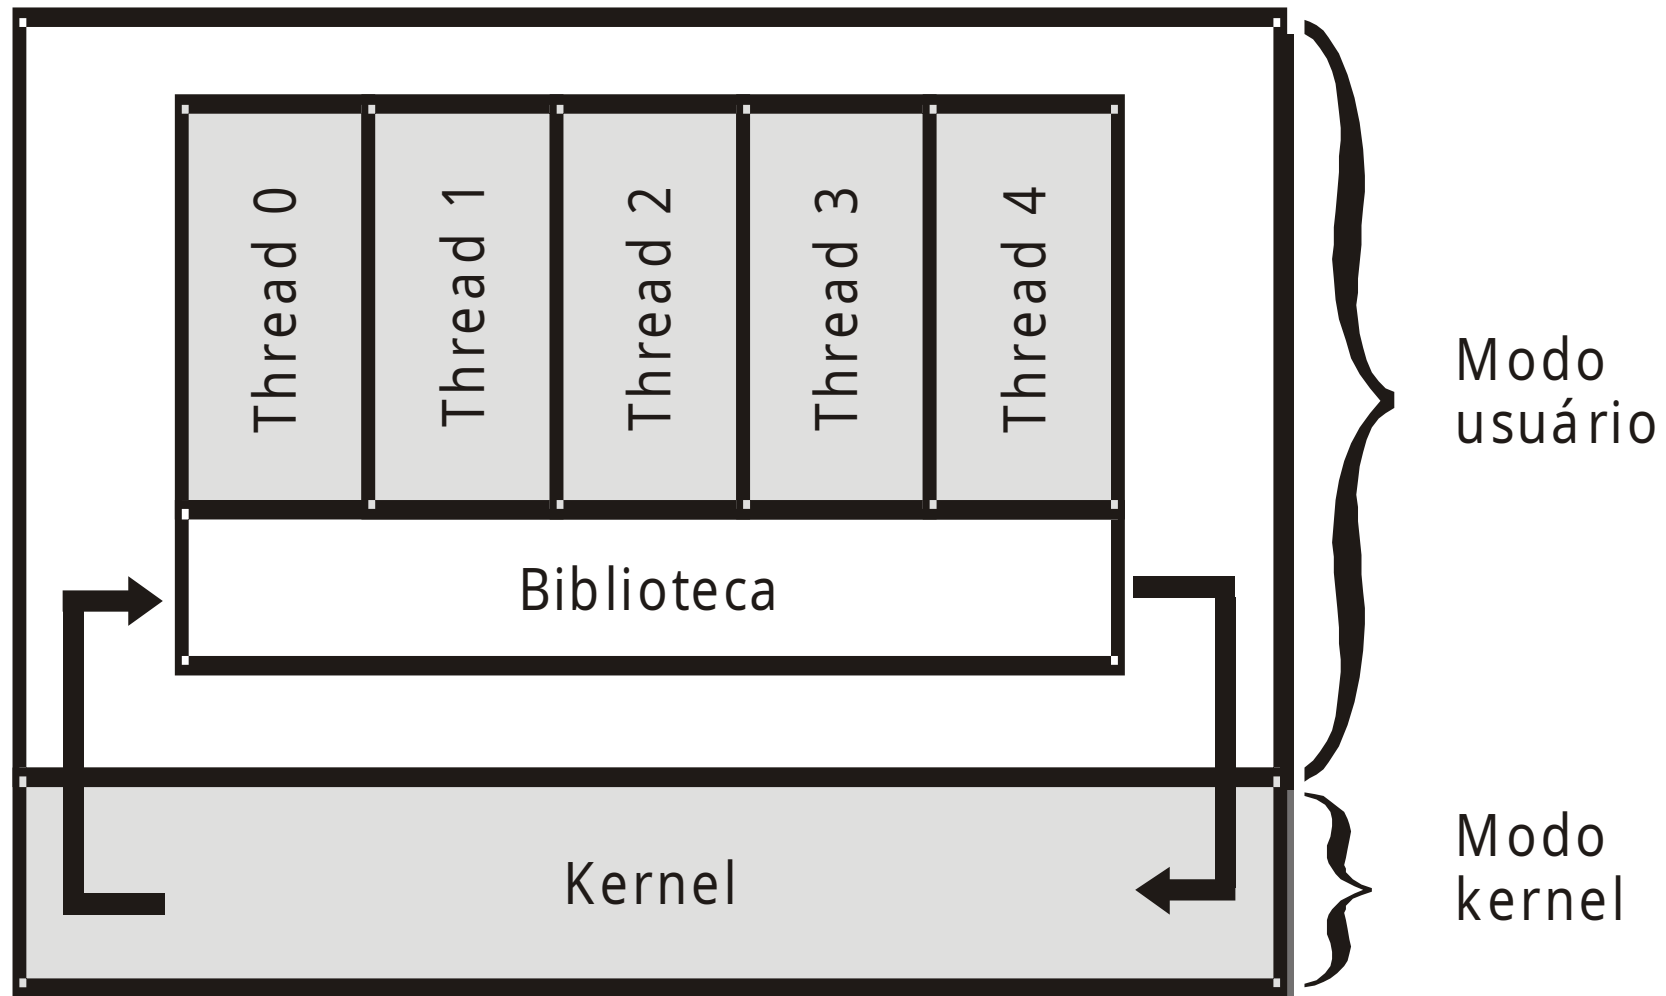 Thread 0
Thread 1
Thread 2
Thread 3
Thread 4
Biblioteca
Modo
usuário
Kernel
Modo
kernel